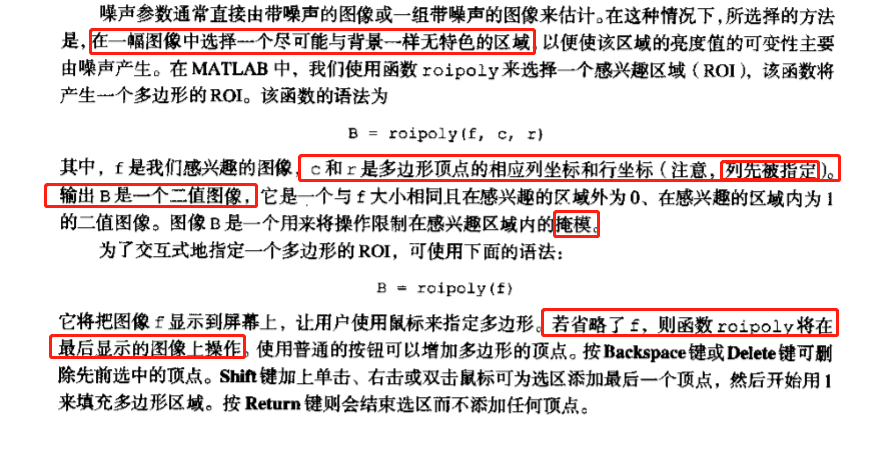 噪声参数通常直接由带噪声的图像或一组带噪声的图像来估计。在这种情况下,所选择的方法
是,在一幅图像中选择一个尽可能与背景一样无特色的区域,以便使该区域的亮度值的可变性主要
由噪声产生。在 MATLAB 中,我们使用函数 roipoly 来选择一个感兴趣区域(ROI),该函数将
产生一个多边形的 ROI。该函数的语法为
B = roipoly(f, c, r)
其中,f 是我们感兴趣的图像,c 和 r 是多边形顶点的相应列坐标和行坐标(注意,列先被指定)。
输出 B 是一个二值图像,它是一个与 f 大小相同且在感兴趣的区域外为 0、在感兴趣的区域内为 1
的二值图像。图像 B 是一个用来将操作限制在感兴趣区域内的掩模。
为了交互式地指定一个多边形的 ROI,可使用下面的语法:
B = roipoly(f)
它将把图像 f 显示到屏幕上,让用户使用鼠标来指定多边形。若省略了 f,则函数 roipoly 将在
最后显示的图像上操作。使用普通的按钮可以增加多边形的顶点。按 Backspace 键或 Delete 键可删
除先前选中的顶点。Shift 键加上单击、右击或双击鼠标可为选区添加最后一个顶点,然后开始用 1
来填充多边形区域。按 Return 键则会结束选区而不添加任何顶点。